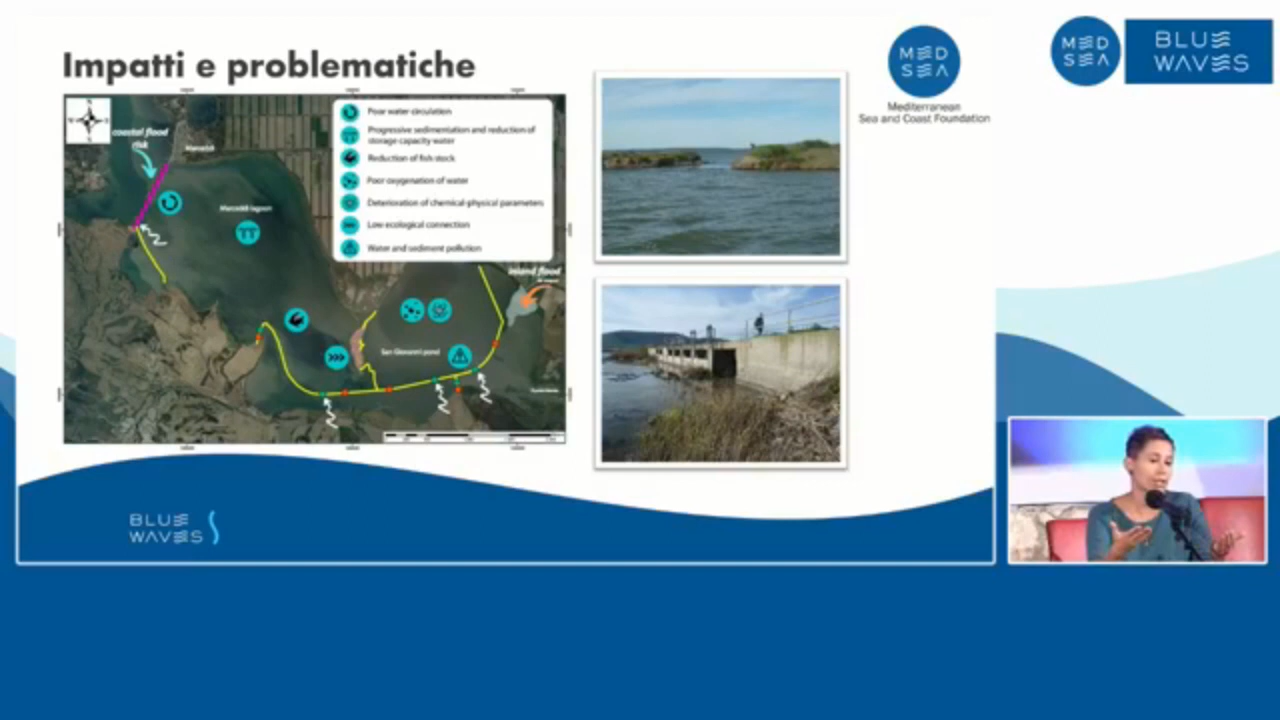 Impatti e problematiche
MED
SEA
Mediterranean
Sea and Coast Foundation
MED
SEA
BLUE
WAVES
N
coastal flood
risk
Marceddì
Marceddì lagoon
Poor water circulation
Progressive sedimentation and reduction of
storage capacity water
Reduction of fish stock
Poor oxygenation of water
Deterioration of chemical-physical parameters
Low ecological connection
Water and sediment pollution
inland flood
San Giovanni pond
BLUE
WAVES